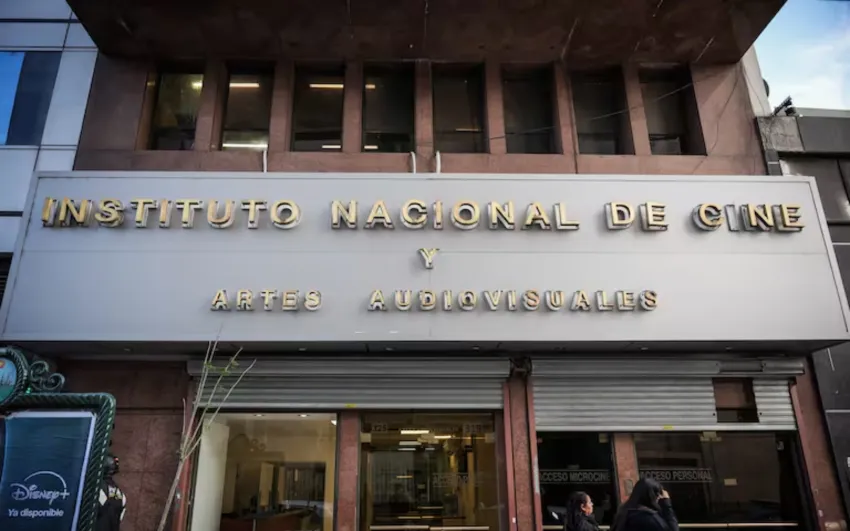 INSTITUTO NACIONAL DE CINE
Y
ARTES AUDIOVISUALES
ACCESO MICROCINE
ACCESO PERSONAL
Disney+
Ya disponible